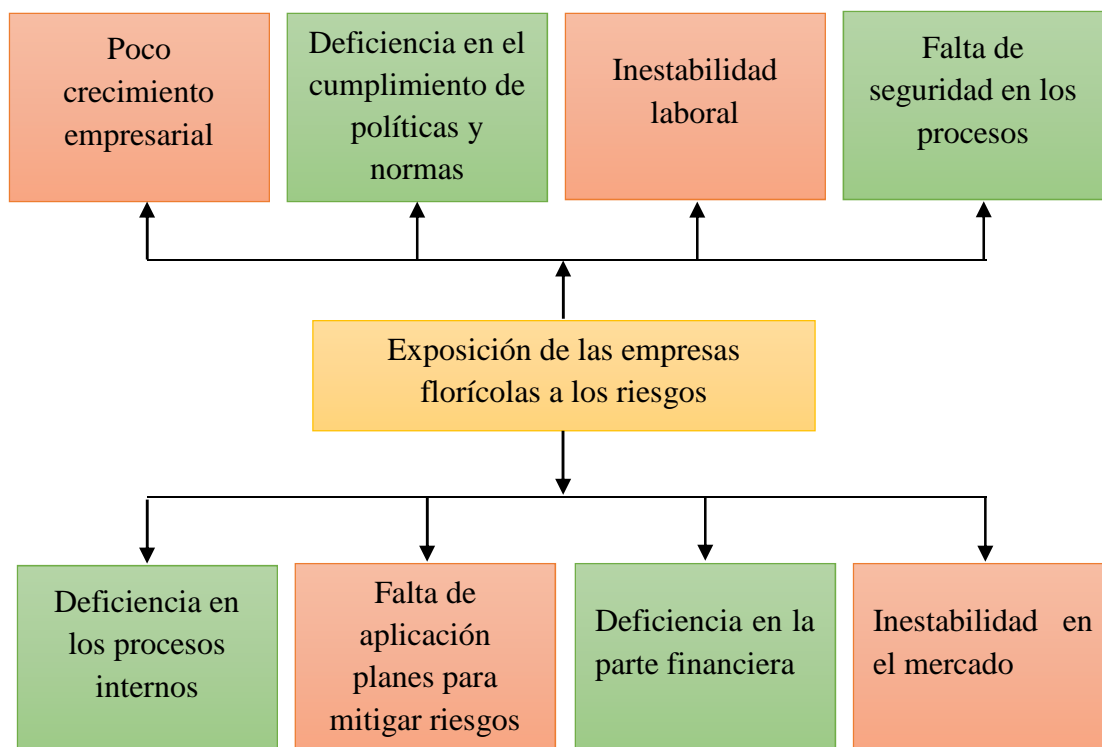 Poco
crecimiento
empresarial
Deficiencia en el
cumplimiento de
políticas y
normas
Inestabilidad
laboral
Falta de
seguridad en los
procesos
Exposición de las empresas
florícolas a los riesgos
Deficiencia en
los procesos
internos
Falta de
aplicación
planes para
mitigar riesgos
Deficiencia en la
parte financiera
Inestabilidad en
el mercado